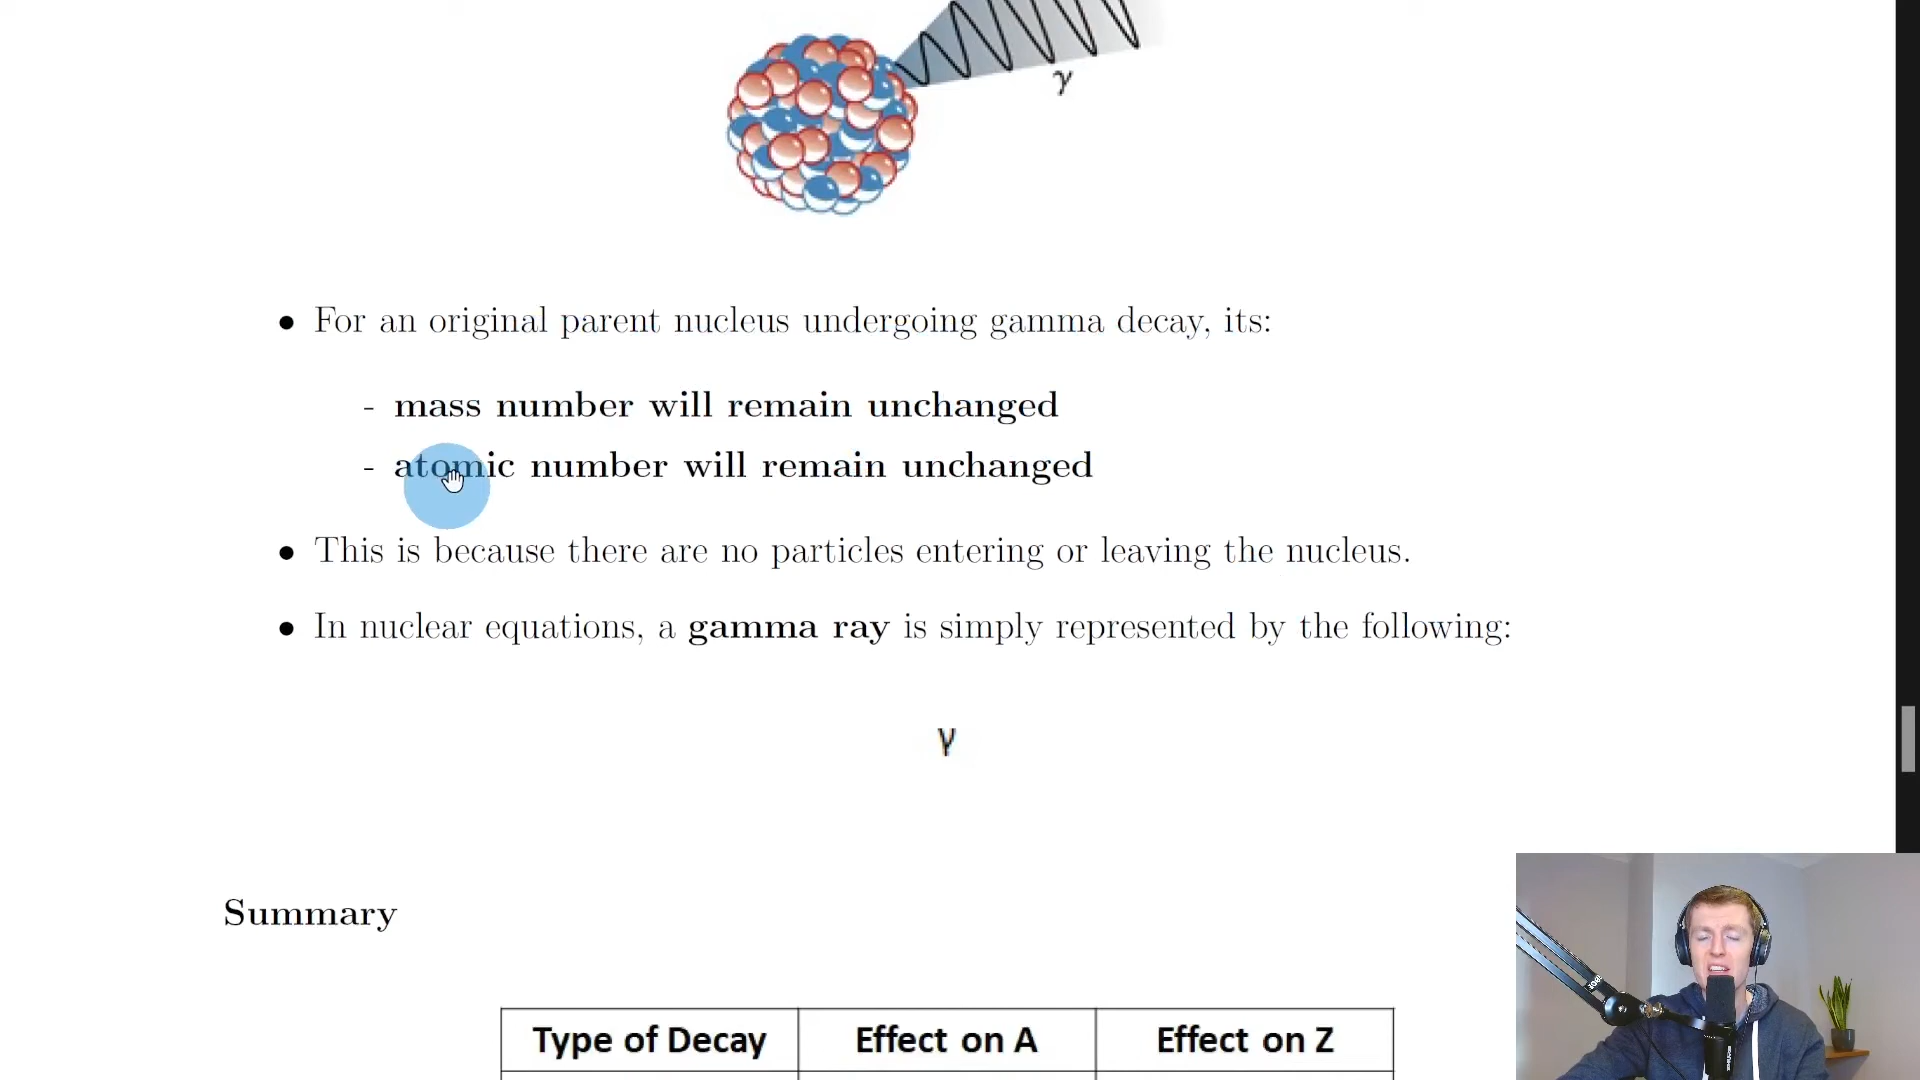 γ
• For an original parent nucleus undergoing gamma decay, its:
- mass number will remain unchanged
- atomic number will remain unchanged
• This is because there are no particles entering or leaving the nucleus.
• In nuclear equations, a gamma ray is simply represented by the following:
γ
Summary
Type of Decay Effect on A Effect on Z